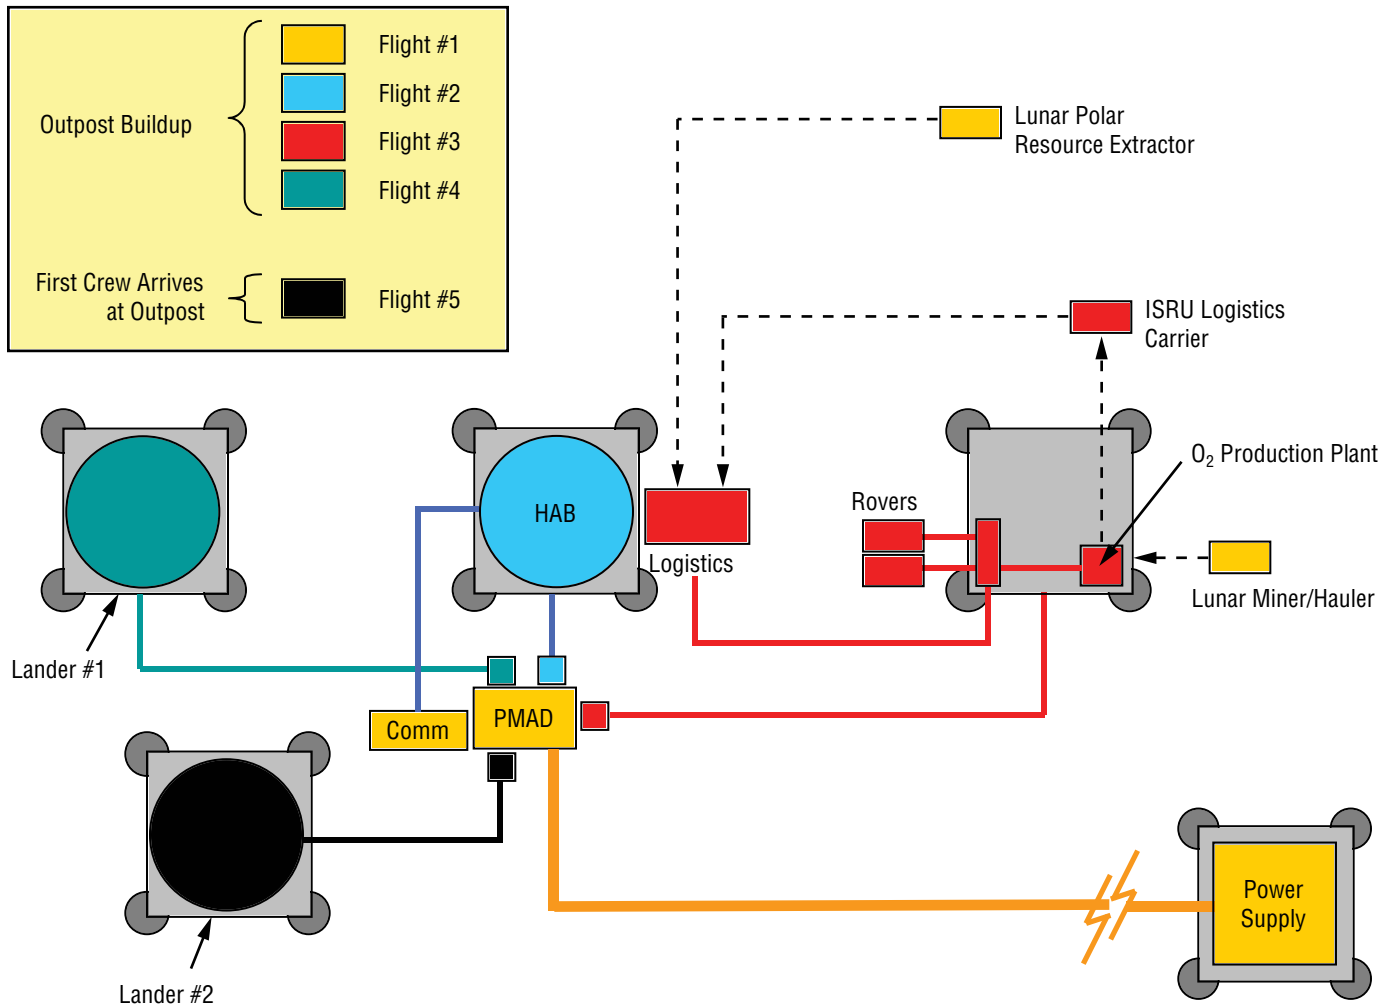 Outpost Buildup
Flight #1
Flight #2
Flight #3
Flight #4
First Crew Arrives
at Outpost
Flight #5
Lunar Polar
Resource Extractor
ISRU Logistics
Carrier
O₂ Production Plant
Rovers
HAB
Logistics
Lunar Miner/Hauler
Lander #1
Comm
PMAD
Power
Supply
Lander #2